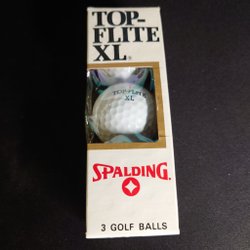 TOP-
FLITE
XL®
TOP-FLITE
XL
SPALDING®
3 GOLF BALLS